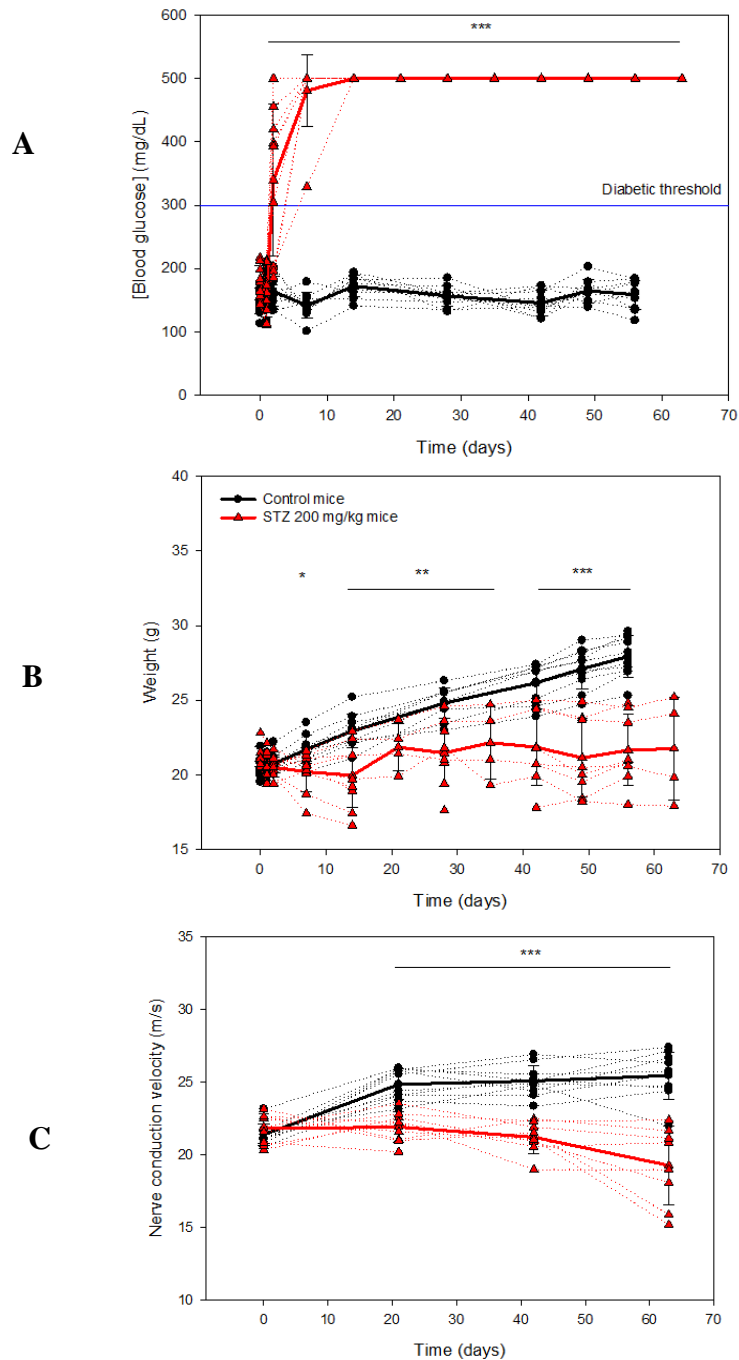 A
***
[Blood glucose] (mg/dL)
600
500
400
300
200
100
0
Diabetic threshold
0 10 20 30 40 50 60 70
Time (days)
B
Control mice
STZ 200 mg/kg mice
* ** ***
Weight (g)
40
35
30
25
20
15
0 10 20 30 40 50 60 70
Time (days)
C
***
Nerve conduction velocity (m/s)
35
30
25
20
15
10
0 10 20 30 40 50 60 70
Time (days)